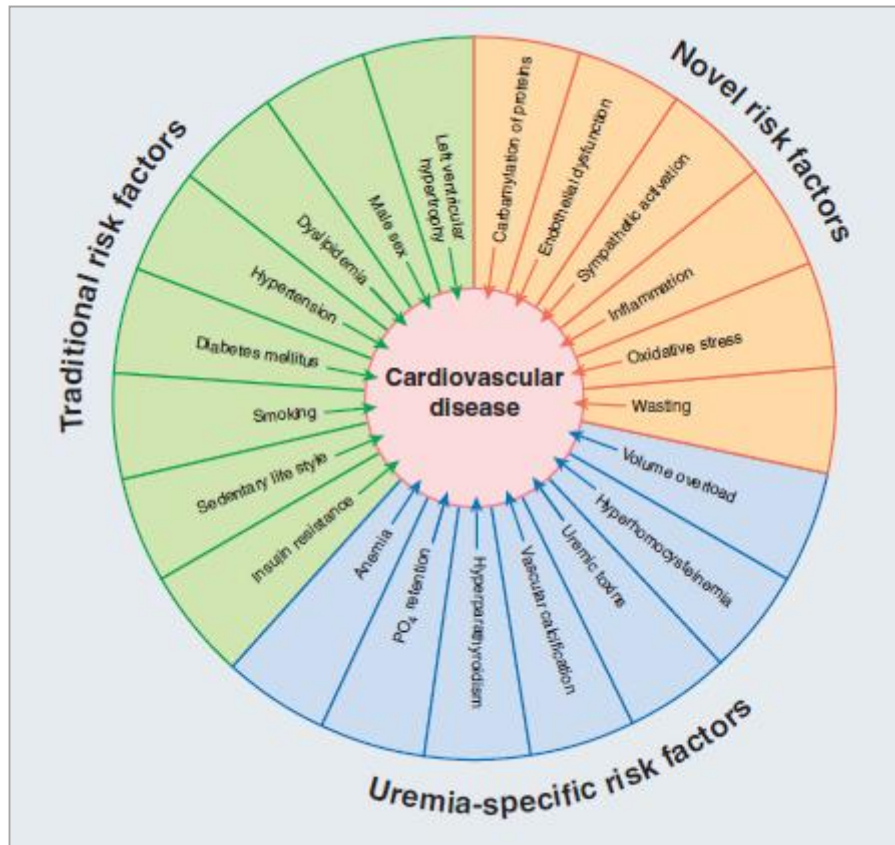 Traditional risk factors
Left ventricular
hypertrophy
Male sex
Dyslipidemia
Hypertension
Diabetes mellitus
Smoking
Sedentary life style
Insulin resistance
Novel risk factors
Carbamylation of proteins
Endothelial dysfunction
Sympathetic activation
Inflammation
Oxidative stress
Wasting
Cardiovascular
disease
Volume overload
Hyperhomocysteinemia
Uremic toxins
Vascular calcification
Hyperparathyroidism
PO₄ retention
Anemia
Uremia-specific risk factors